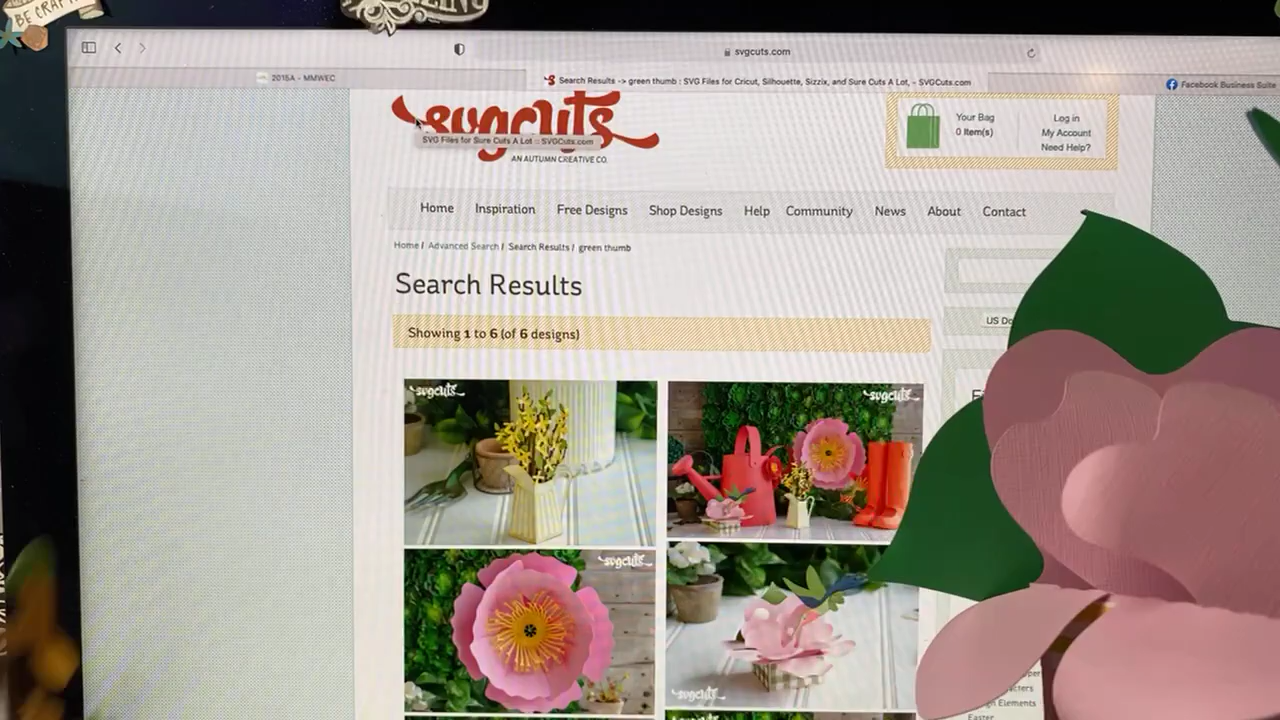 BE CRAFTY
svgcuts.com
2015A - MMWEC
Search Results -> green thumb : SVG Files for Cricut, Silhouette, Sizzix, and Sure Cuts A Lot, - SVGCuts.com
Facebook Business Suite
svgcuts
SVG Files for Sure Cuts A Lot :: SVGCuts.com
AN AUTUMN CREATIVE CO.
Your Bag
0 Item(s)
Log in
My Account
Need Help?
Home Inspiration Free Designs Shop Designs Help Community News About Contact
Home / Advanced Search / Search Results / green thumb
Search Results
US Do
Showing 1 to 6 (of 6 designs)
svgcuts
svgcuts
svgcuts
svgcuts
Easter